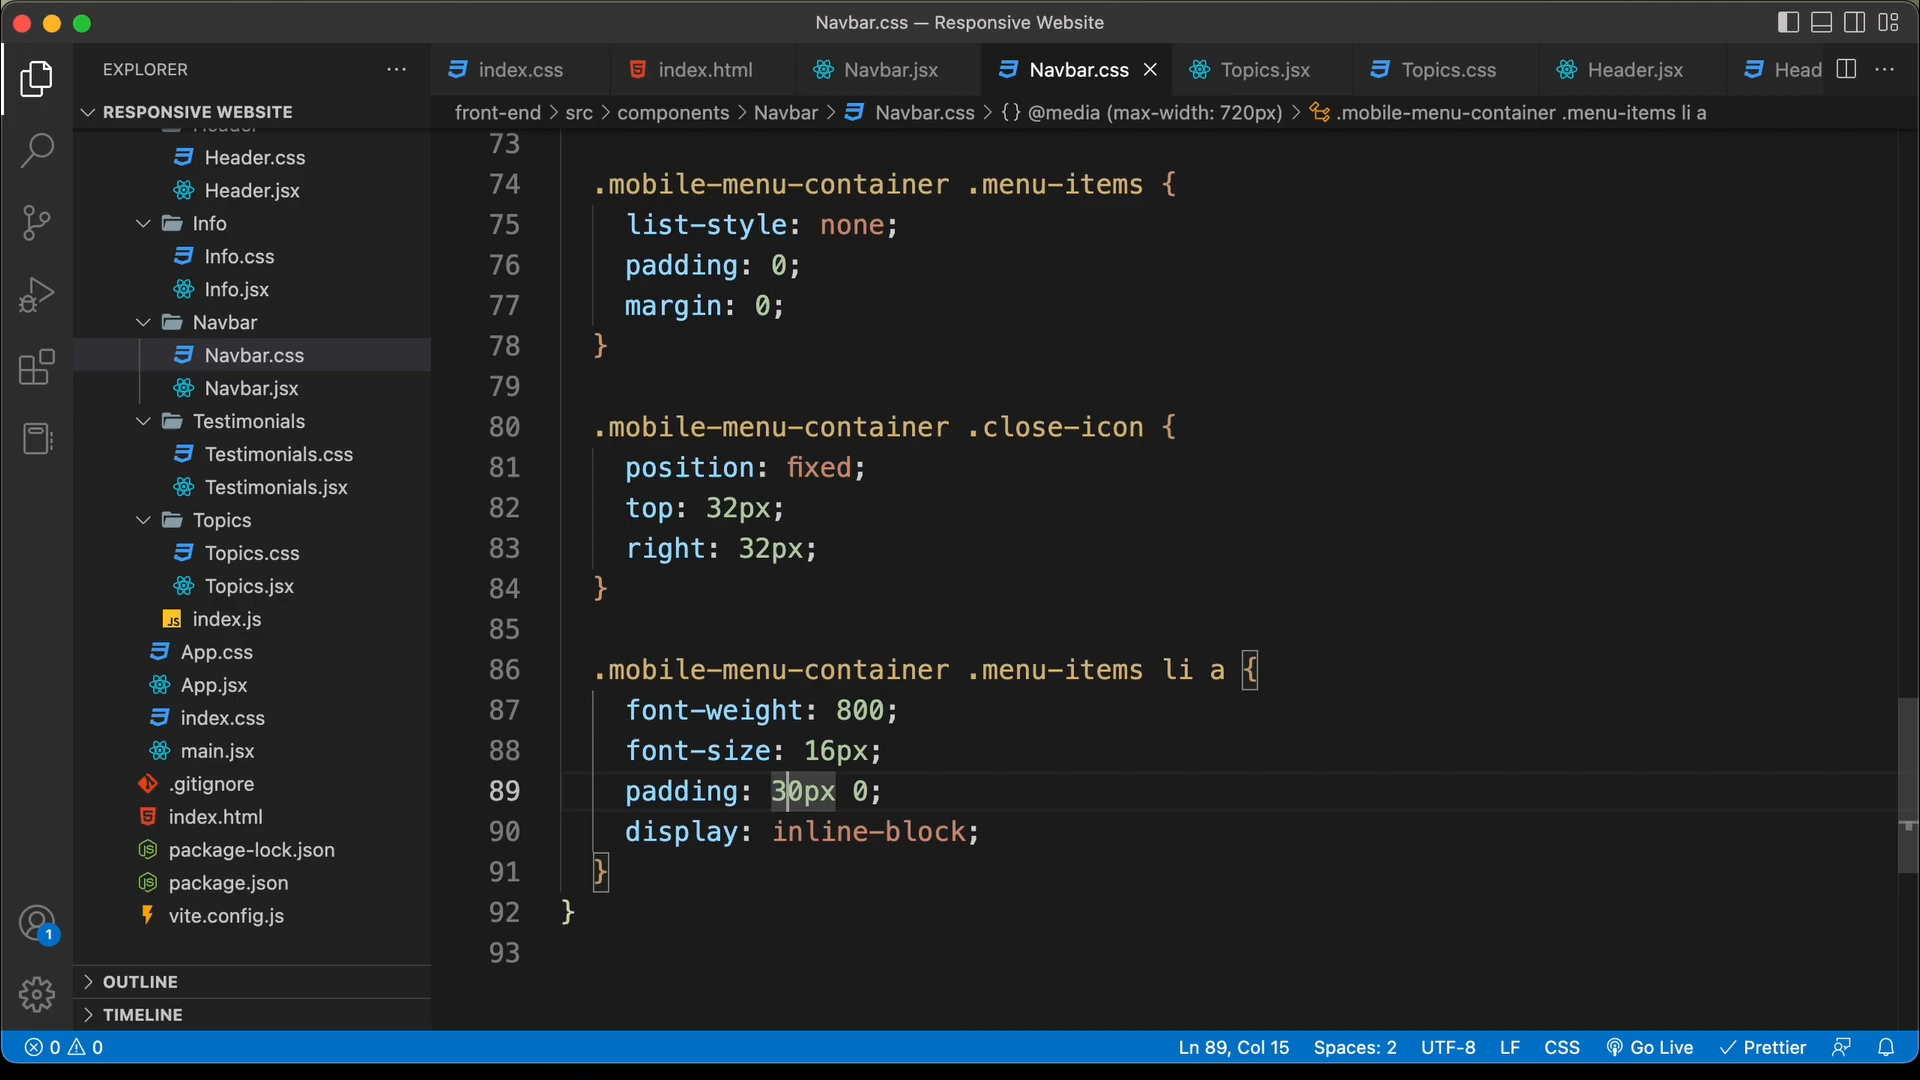 Navbar.css — Responsive Website
EXPLORER
index.css
index.html
Navbar.jsx
Navbar.css
Topics.jsx
Topics.css
Header.jsx
Head
RESPONSIVE WEBSITE
front-end > src > components > Navbar > Navbar.css > {} @media (max-width: 720px) > .mobile-menu-container .menu-items li a
Header
Header.css
Header.jsx
Info
Info.css
Info.jsx
Navbar
Navbar.css
Navbar.jsx
Testimonials
Testimonials.css
Testimonials.jsx
Topics
Topics.css
Topics.jsx
JS index.js
App.css
App.jsx
index.css
main.jsx
.gitignore
index.html
package-lock.json
package.json
vite.config.js
OUTLINE
TIMELINE
1
73
74 .mobile-menu-container .menu-items {
75 list-style: none;
76 padding: 0;
77 margin: 0;
78 }
79
80 .mobile-menu-container .close-icon {
81 position: fixed;
82 top: 32px;
83 right: 32px;
84 }
85
86 .mobile-menu-container .menu-items li a {
87 font-weight: 800;
88 font-size: 16px;
89 padding: 30px 0;
90 display: inline-block;
91 }
92 }
93
0 0
Ln 89, Col 15 Spaces: 2 UTF-8 LF CSS Go Live Prettier